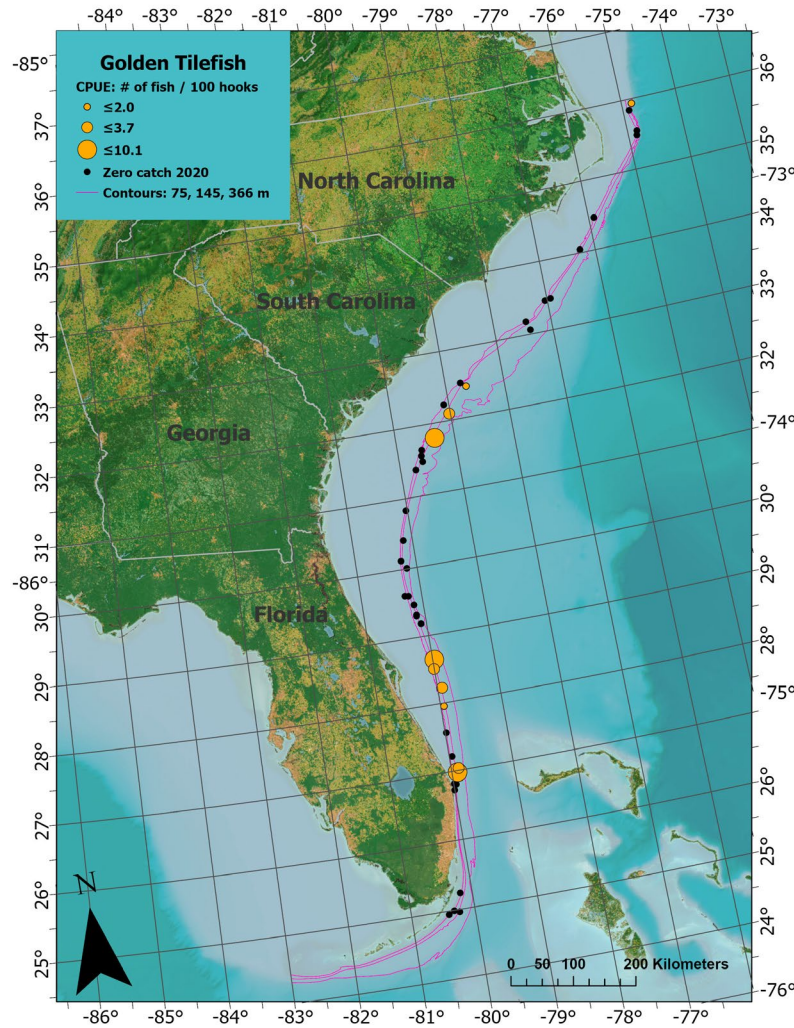 -84° -83° -82° -81° -80° -79° -78° -77° -76° -75° -74° -73°
Golden Tilefish
CPUE: # of fish / 100 hooks
≤2.0
≤3.7
≤10.1
Zero catch 2020
Contours: 75, 145, 366 m
-85°
37°
36°
35°
34°
33°
32°
31°
-86°
30°
29°
28°
27°
26°
25°
North Carolina
South Carolina
Georgia
Florida
36°
35°
-73°
34°
33°
32°
-74°
30°
29°
28°
-75°
26°
25°
24°
-76°
N
0 50 100 200 Kilometers
-86° -85° -84° -83° -82° -81° -80° -79° -78° -77°